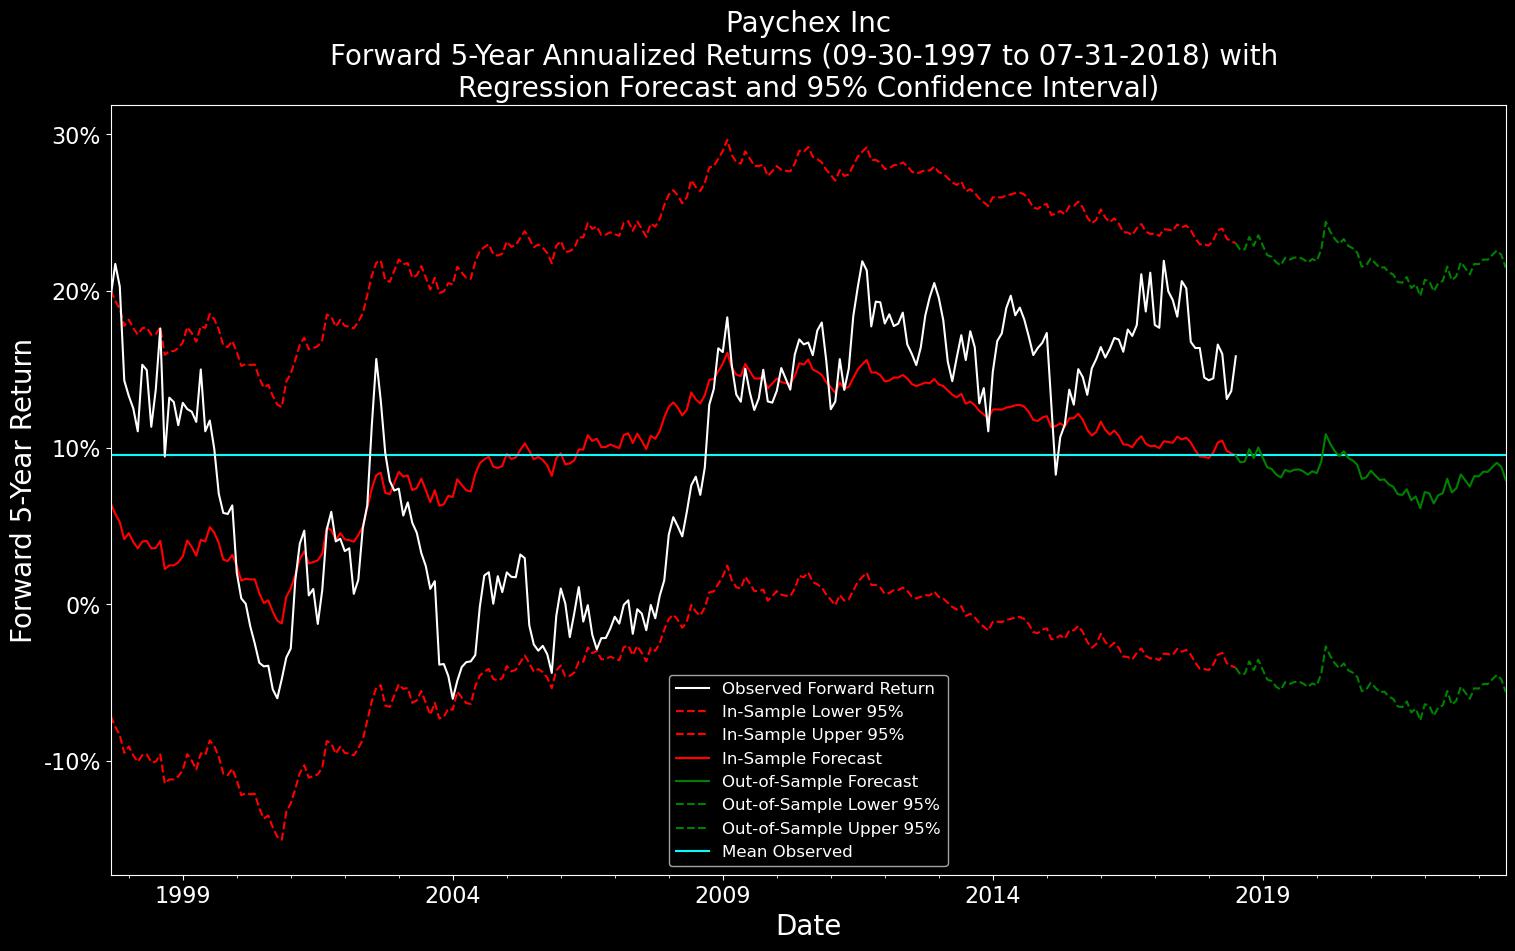 Paychex Inc
Forward 5-Year Annualized Returns (09-30-1997 to 07-31-2018) with
Regression Forecast and 95% Confidence Interval)
30%
20%
10%
0%
-10%
Forward 5-Year Return
Observed Forward Return
In-Sample Lower 95%
In-Sample Upper 95%
In-Sample Forecast
Out-of-Sample Forecast
Out-of-Sample Lower 95%
Out-of-Sample Upper 95%
Mean Observed
1999
2004
2009
2014
2019
Date